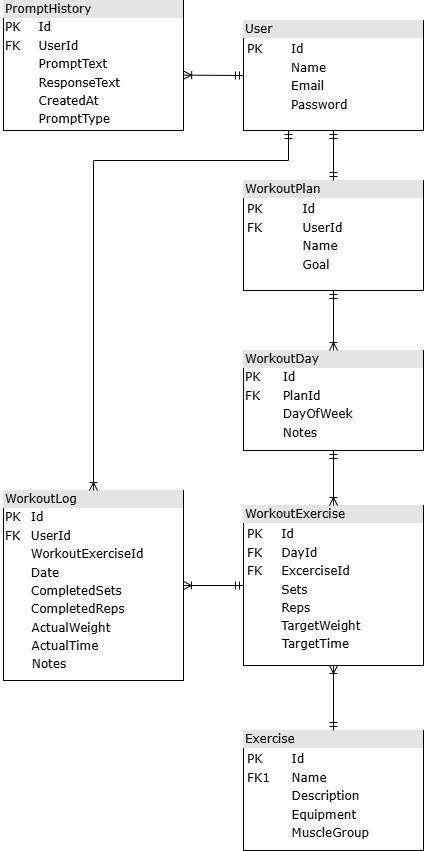 PromptHistory
PK Id
FK UserId
PromptText
ResponseText
CreatedAt
PromptType
User
PK Id
Name
Email
Password
WorkoutPlan
PK Id
FK UserId
Name
Goal
WorkoutDay
PK Id
FK PlanId
DayOfWeek
Notes
WorkoutLog
PK Id
FK UserId
WorkoutExerciseId
Date
CompletedSets
CompletedReps
ActualWeight
ActualTime
Notes
WorkoutExercise
PK Id
FK DayId
FK ExcerciseId
Sets
Reps
TargetWeight
TargetTime
Exercise
PK Id
FK1 Name
Description
Equipment
MuscleGroup